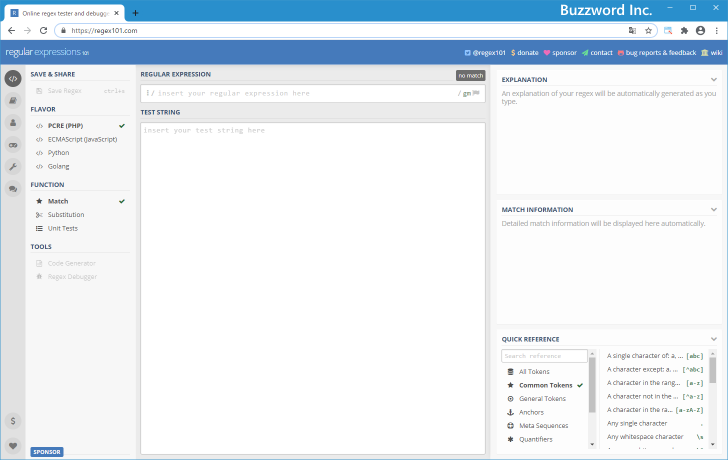 Buzzword Inc.
Online regex tester and debugge
https://regex101.com
regular expressions 101
@regex101
$ donate
sponsor
contact
bug reports & feedback
wiki
SAVE & SHARE
Save Regex
ctrl+s
FLAVOR
PCRE (PHP)
ECMAScript (JavaScript)
Python
Golang
FUNCTION
Match
Substitution
Unit Tests
TOOLS
Code Generator
Regex Debugger
SPONSOR
REGULAR EXPRESSION
no match
/ insert your regular expression here / gm
TEST STRING
insert your test string here
EXPLANATION
An explanation of your regex will be automatically generated as you
type.
MATCH INFORMATION
Detailed match information will be displayed here automatically.
QUICK REFERENCE
Search reference
All Tokens
Common Tokens
General Tokens
Anchors
Meta Sequences
Quantifiers
A single character of: a, ... [abc]
A character except: a, ... [^abc]
A character in the rang... [a-z]
A character not in the ... [^a-z]
A character in the ra... [a-zA-Z]
Any single character .
Any whitespace character \s